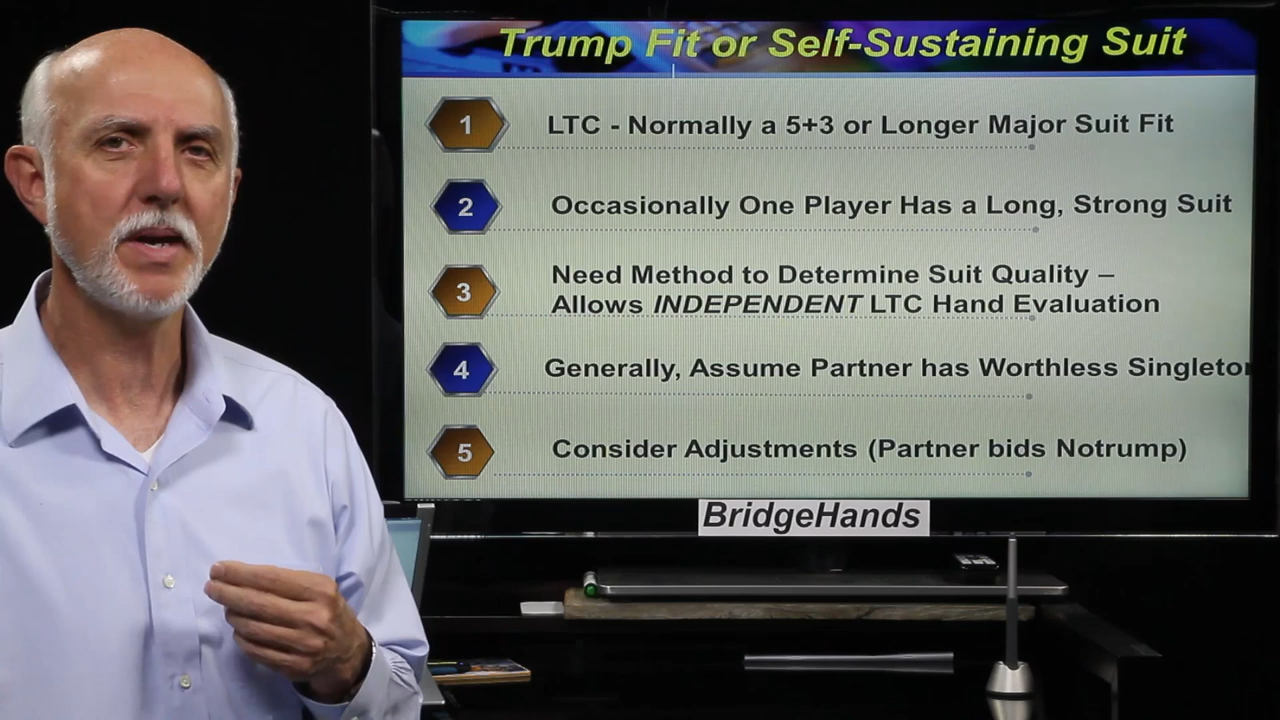 Trump Fit or Self-Sustaining Suit
1 LTC - Normally a 5+3 or Longer Major Suit Fit
2 Occasionally One Player Has a Long, Strong Suit
3 Need Method to Determine Suit Quality –
Allows INDEPENDENT LTC Hand Evaluation
4 Generally, Assume Partner has Worthless Singleton
5 Consider Adjustments (Partner bids Notrump)
BridgeHands